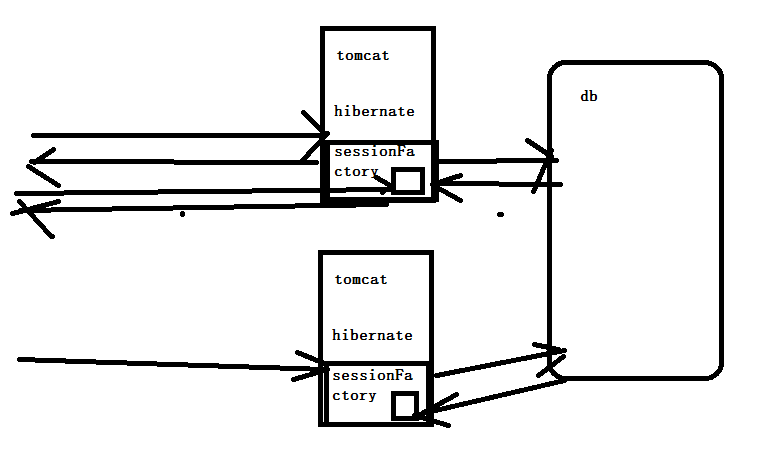 tomcat
hibernate
sessionFa
ctory
db
tomcat
hibernate
sessionFa
ctory